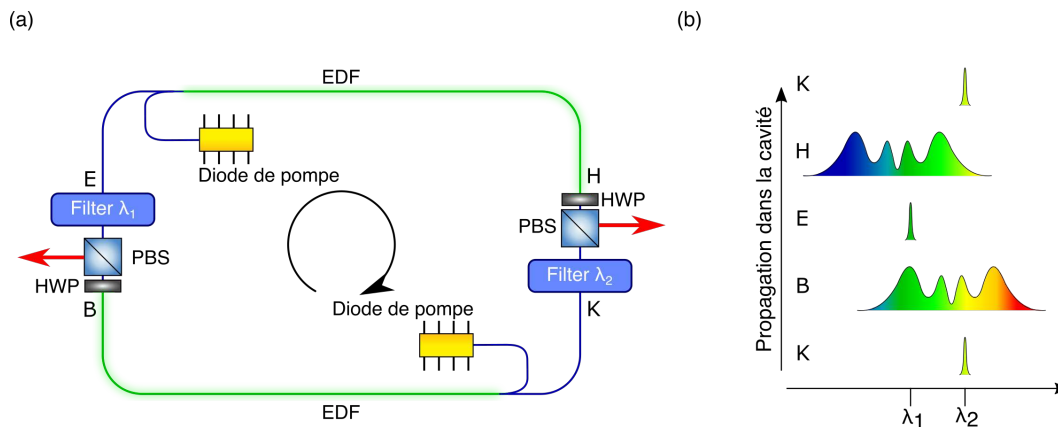 (a)
EDF
Diode de pompe
E
H
Filter λ1
HWP
PBS
PBS
HWP
Filter λ2
B
Diode de pompe
K
EDF
(b)
Propagation dans la cavité
K
H
E
B
K
λ1
λ2